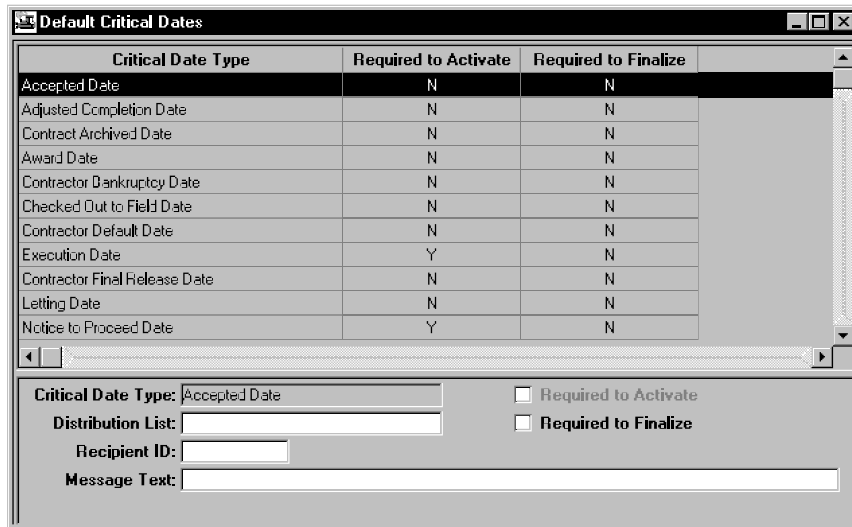 Default Critical Dates
Critical Date Type Required to Activate Required to Finalize
Accepted Date N N
Adjusted Completion Date N N
Contract Archived Date N N
Award Date N N
Contractor Bankruptcy Date N N
Checked Out to Field Date N N
Contractor Default Date N N
Execution Date Y N
Contractor Final Release Date N N
Letting Date N N
Notice to Proceed Date Y N
Critical Date Type: Accepted Date Required to Activate
Distribution List: Required to Finalize
Recipient ID:
Message Text: